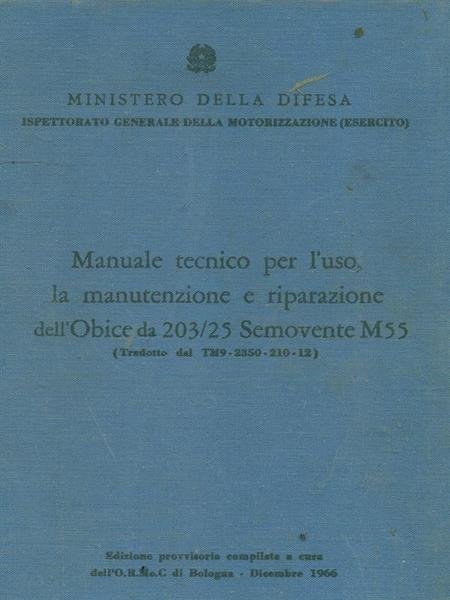 MINISTERO DELLA DIFESA
ISPETTORATO GENERALE DELLA MOTORIZZAZIONE (ESERCITO)
Manuale tecnico per l'uso,
la manutenzione e riparazione
dell'Obice da 203/25 Semovente M55
(Tradotto dal TM9-2350-210-12)
Edizione provvisoria compilata a cura
dell'O.R.Mo.C di Bologna - Dicembre 1966